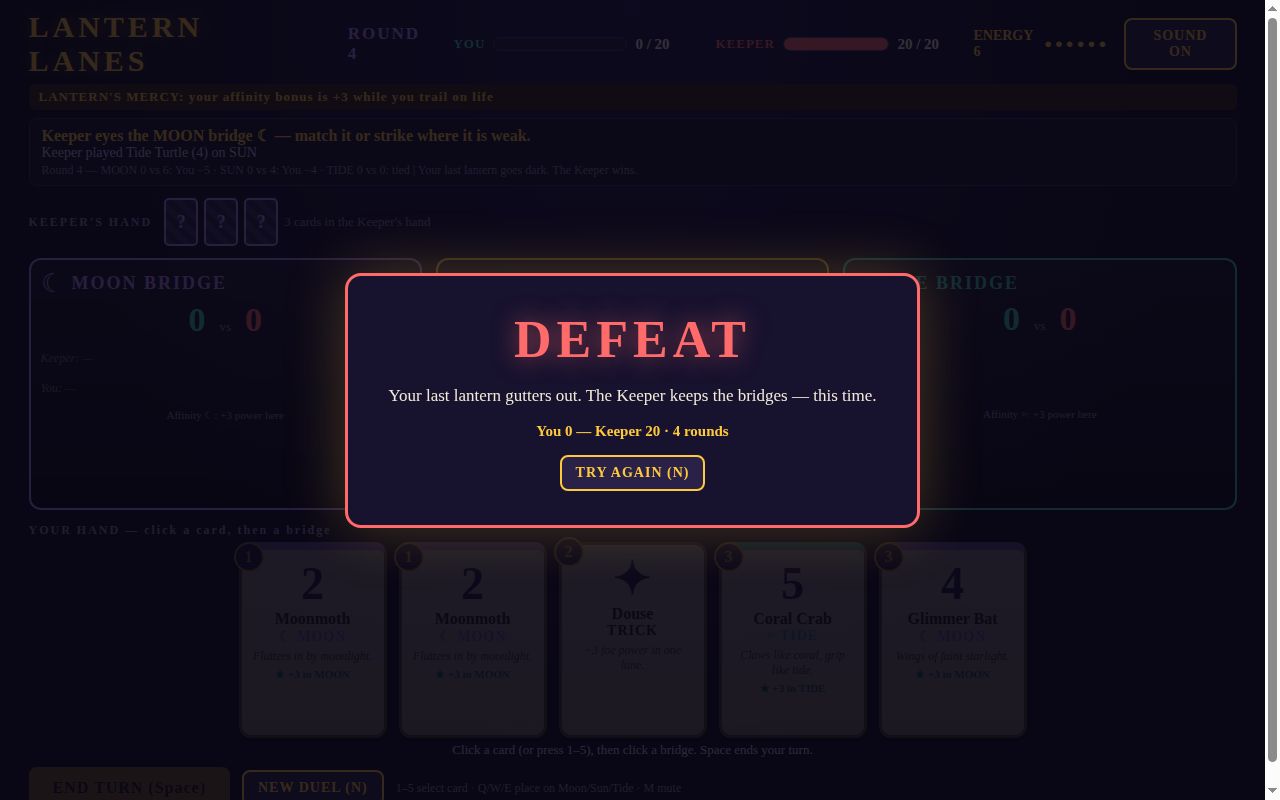 LANTERN
LANES
ROUND
4
YOU
0 / 20
KEEPER
20 / 20
ENERGY
6
SOUND
ON
LANTERN'S MERCY: your affinity bonus is +3 while you trail on life
Keeper eyes the MOON bridge ☾ — match it or strike where it is weak.
Keeper played Tide Turtle (4) on SUN
Round 4 — MOON 0 vs 6: You −5 · SUN 0 vs 4: You −4 · TIDE 0 vs 0: tied | Your last lantern goes dark. The Keeper wins.
KEEPER'S HAND
? ? ?
3 cards in the Keeper's hand
☾ MOON BRIDGE
0 vs 0
Keeper: —
You: —
Affinity ☾: +3 power here
E BRIDGE
0 vs 0
Affinity ≈: +3 power here
DEFEAT
Your last lantern gutters out. The Keeper keeps the bridges — this time.
You 0 — Keeper 20 · 4 rounds
TRY AGAIN (N)
YOUR HAND — click a card, then a bridge
1
2
Moonmoth
☾ MOON
Flutters in by moonlight.
★ +3 in MOON
1
2
Moonmoth
☾ MOON
Flutters in by moonlight.
★ +3 in MOON
2
✦
Douse
TRICK
−3 foe power in one
lane.
3
5
Coral Crab
≈ TIDE
Claws like coral, grip
like tide.
★ +3 in TIDE
3
4
Glimmer Bat
☾ MOON
Wings of faint starlight.
★ +3 in MOON
Click a card (or press 1–5), then click a bridge. Space ends your turn.
END TURN (Space)
NEW DUEL (N)
1–5 select card · Q/W/E place on Moon/Sun/Tide · M mute